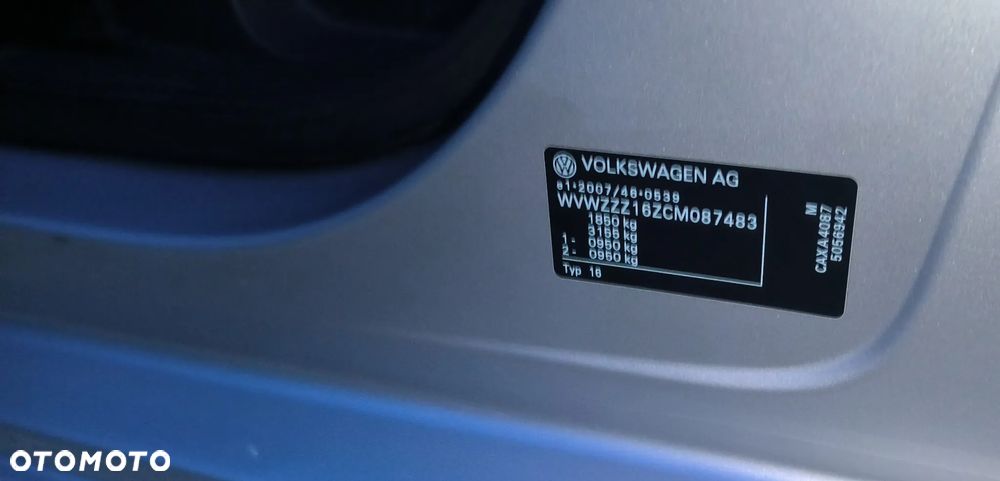 VOLKSWAGEN AG
e1*2007/46*0539
WVWZZZ16ZCM087483
1850 kg
3155 kg
1- 0950 kg
2- 0950 kg
Typ 16
M
CAXA4087
5056942
OTOMOTO